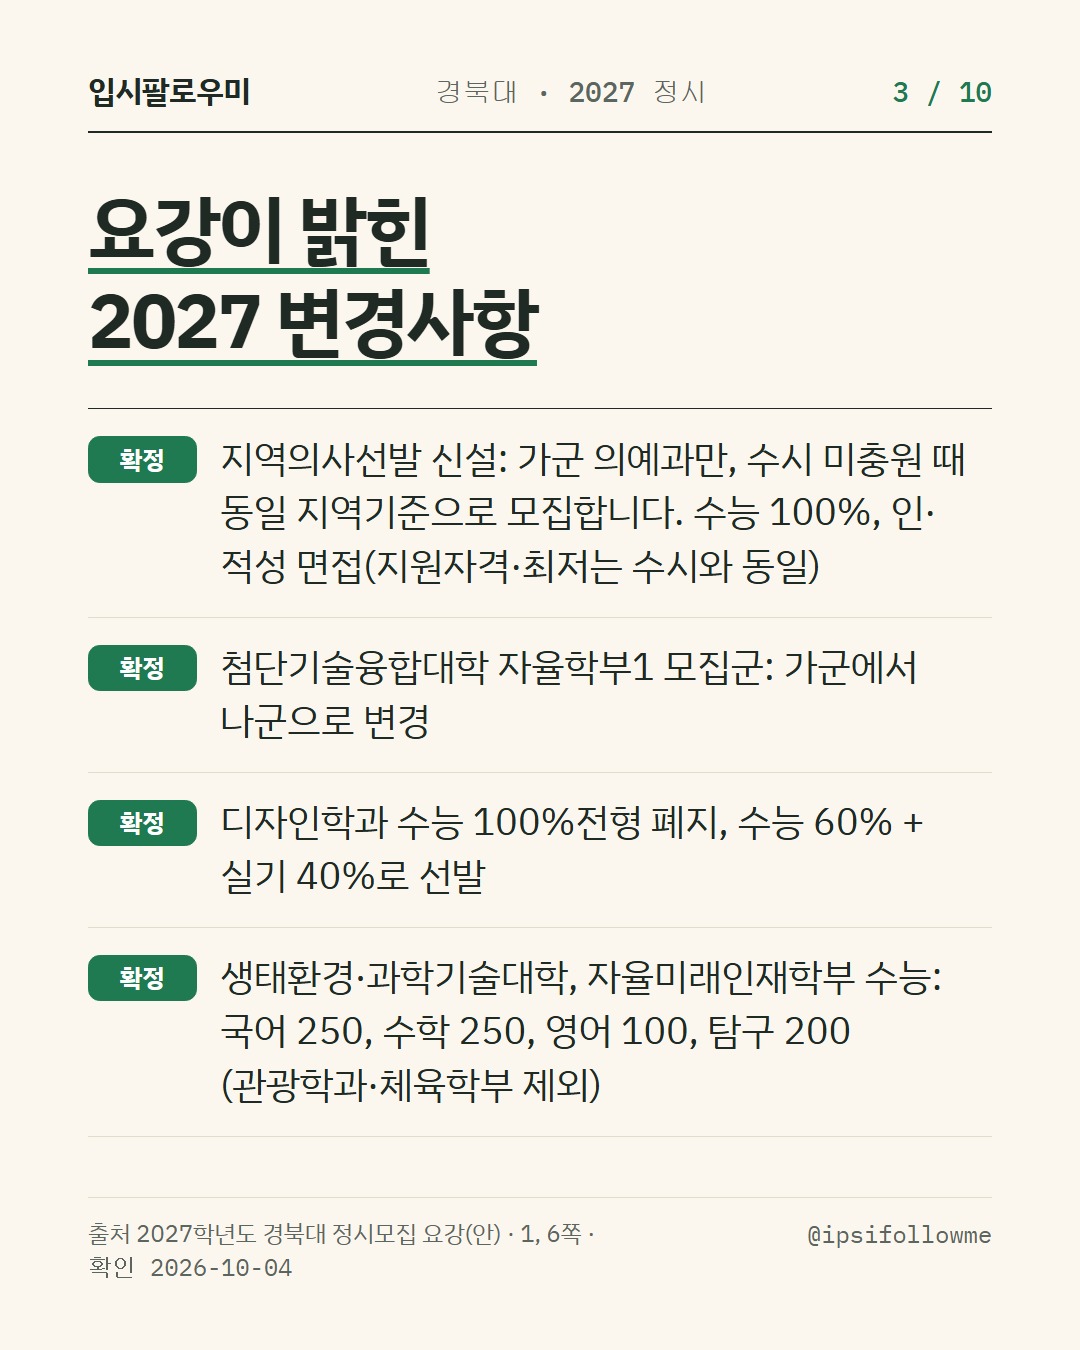 입시팔로우미
경북대 · 2027 정시
3 / 10
요강이 밝힌
2027 변경사항
확정
지역의사선발 신설: 가군 의예과만, 수시 미충원 때
동일 지역기준으로 모집합니다. 수능 100%, 인·
적성 면접(지원자격·최저는 수시와 동일)
확정
첨단기술융합대학 자율학부1 모집군: 가군에서
나군으로 변경
확정
디자인학과 수능 100%전형 폐지, 수능 60% +
실기 40%로 선발
확정
생태환경·과학기술대학, 자율미래인재학부 수능:
국어 250, 수학 250, 영어 100, 탐구 200
(관광학과·체육학부 제외)
출처 2027학년도 경북대 정시모집 요강(안) · 1, 6쪽 ·
확인 2026-10-04
@ipsifollowme